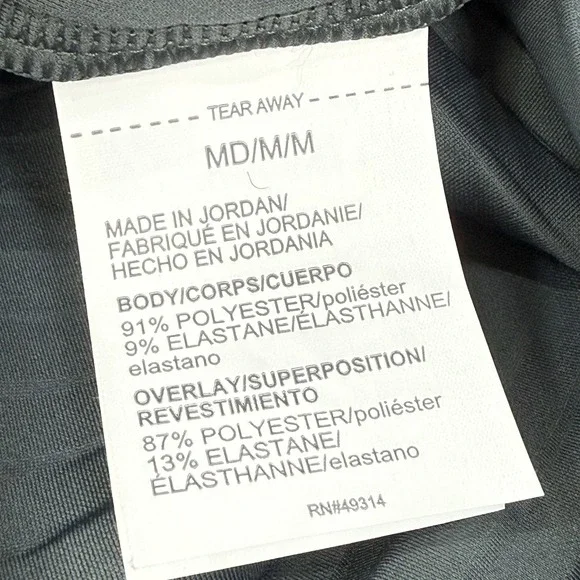 TEAR AWAY
MD/M/M
MADE IN JORDAN/
FABRIQUÉ EN JORDANIE/
HECHO EN JORDANIA
BODY/CORPS/CUERPO
91% POLYESTER/poliéster
9% ELASTANE/ÉLASTHANNE/
elastano
OVERLAY/SUPERPOSITION/
REVESTIMIENTO
87% POLYESTER/poliéster
13% ELASTANE/
ÉLASTHANNE/elastano
RN#49314